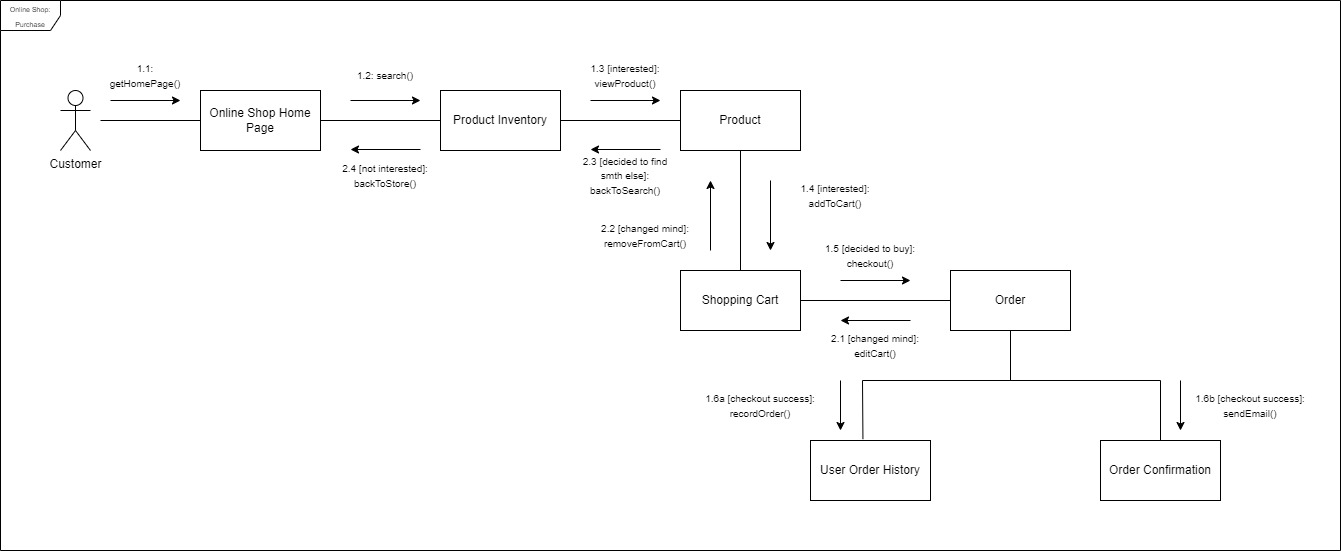 Online Shop:
Purchase
1.1:
getHomePage()
1.2: search()
1.3 [interested]:
viewProduct()
Customer
Online Shop Home
Page
Product Inventory
Product
2.4 [not interested]:
backToStore()
2.3 [decided to find
smth else]:
backToSearch()
1.4 [interested]:
addToCart()
2.2 [changed mind]:
removeFromCart()
1.5 [decided to buy]:
checkout()
Shopping Cart
Order
2.1 [changed mind]:
editCart()
1.6a [checkout success]:
recordOrder()
1.6b [checkout success]:
sendEmail()
User Order History
Order Confirmation